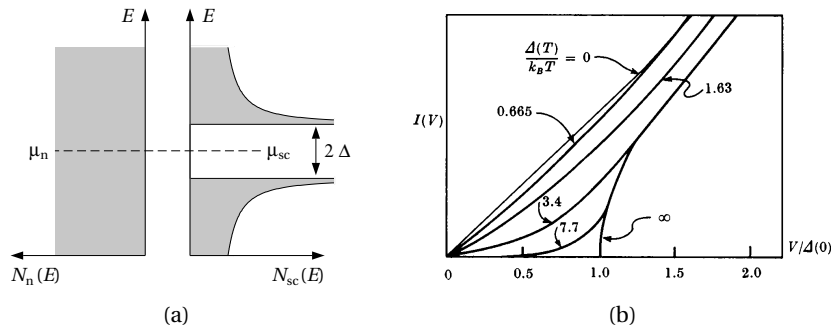 E
E
μn
μsc
2 Δ
Nn(E)
Nsc(E)
(a)
Δ(T)
kBT
= 0
1.63
0.665
I(V)
3.4
7.7
∞
V/Δ(0)
0
0.5
1.0
1.5
2.0
(b)